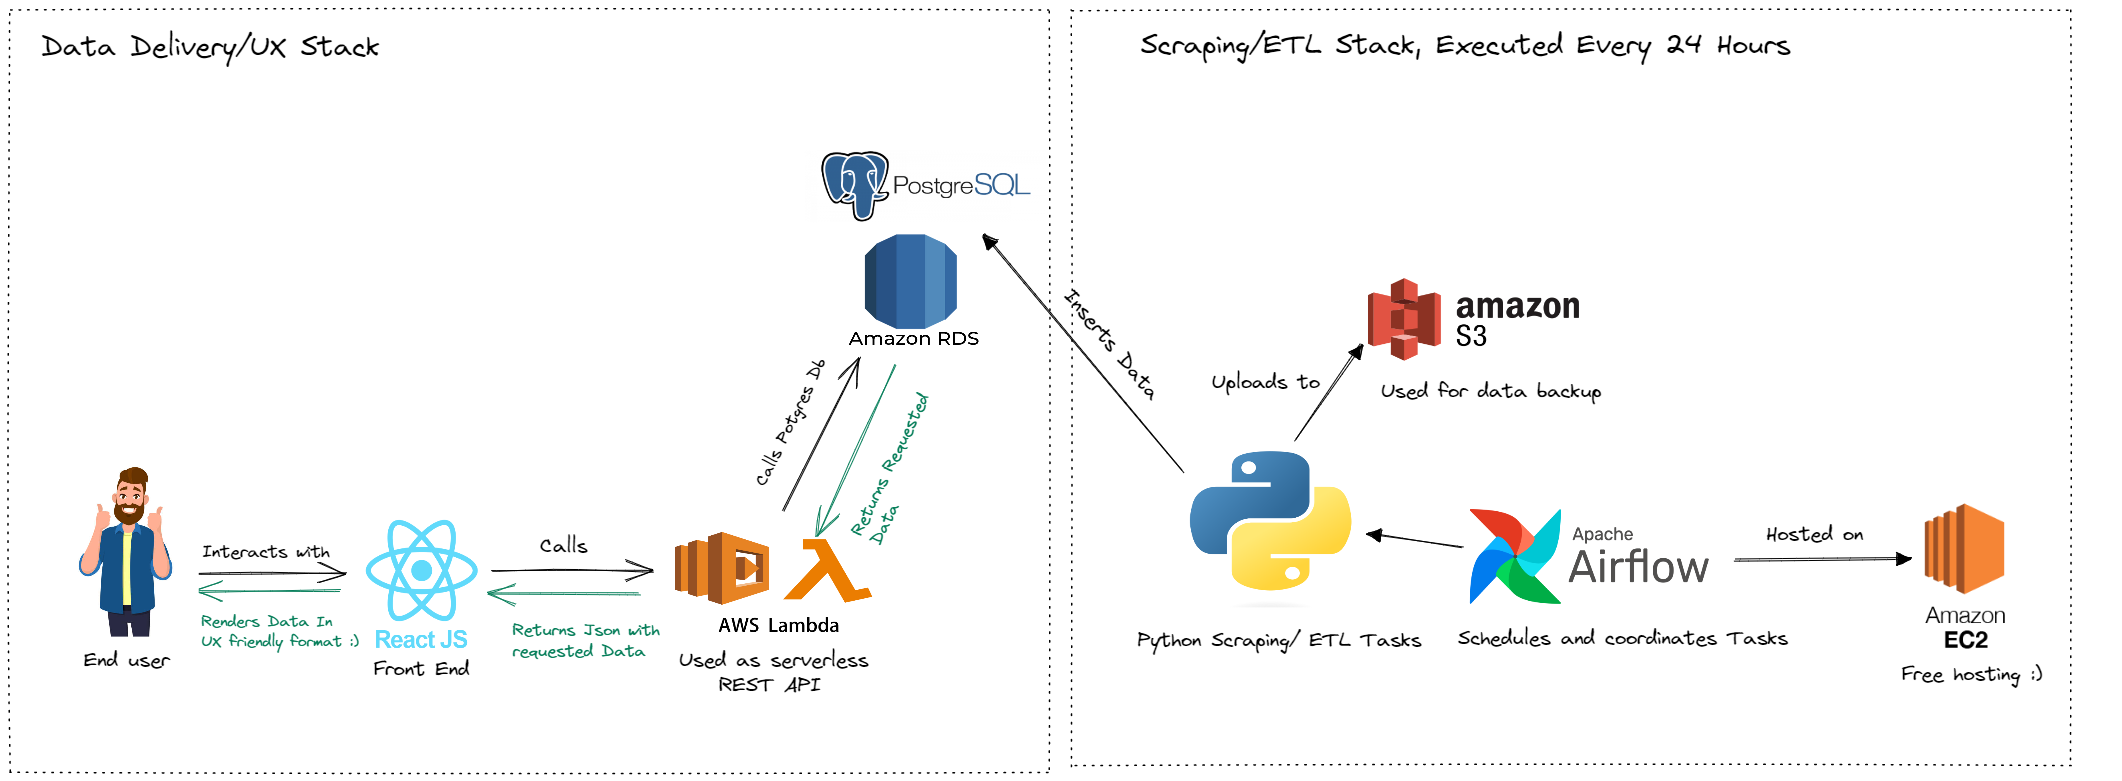 Data Delivery/UX Stack
Scraping/ETL Stack, Executed Every 24 Hours
PostgreSQL
Amazon RDS
Inserts Data
amazon
S3
Used for data backup
Uploads to
Calls Potgres Db
Returns Requested
Data
Interacts with
Renders Data In
UX friendly format :)
End user
React JS
Front End
Calls
Returns Json with
requested Data
AWS Lambda
Used as serverless
REST API
Python Scraping/ ETL Tasks
Apache
Airflow
Schedules and coordinates Tasks
Hosted on
Amazon
EC2
Free hosting :)